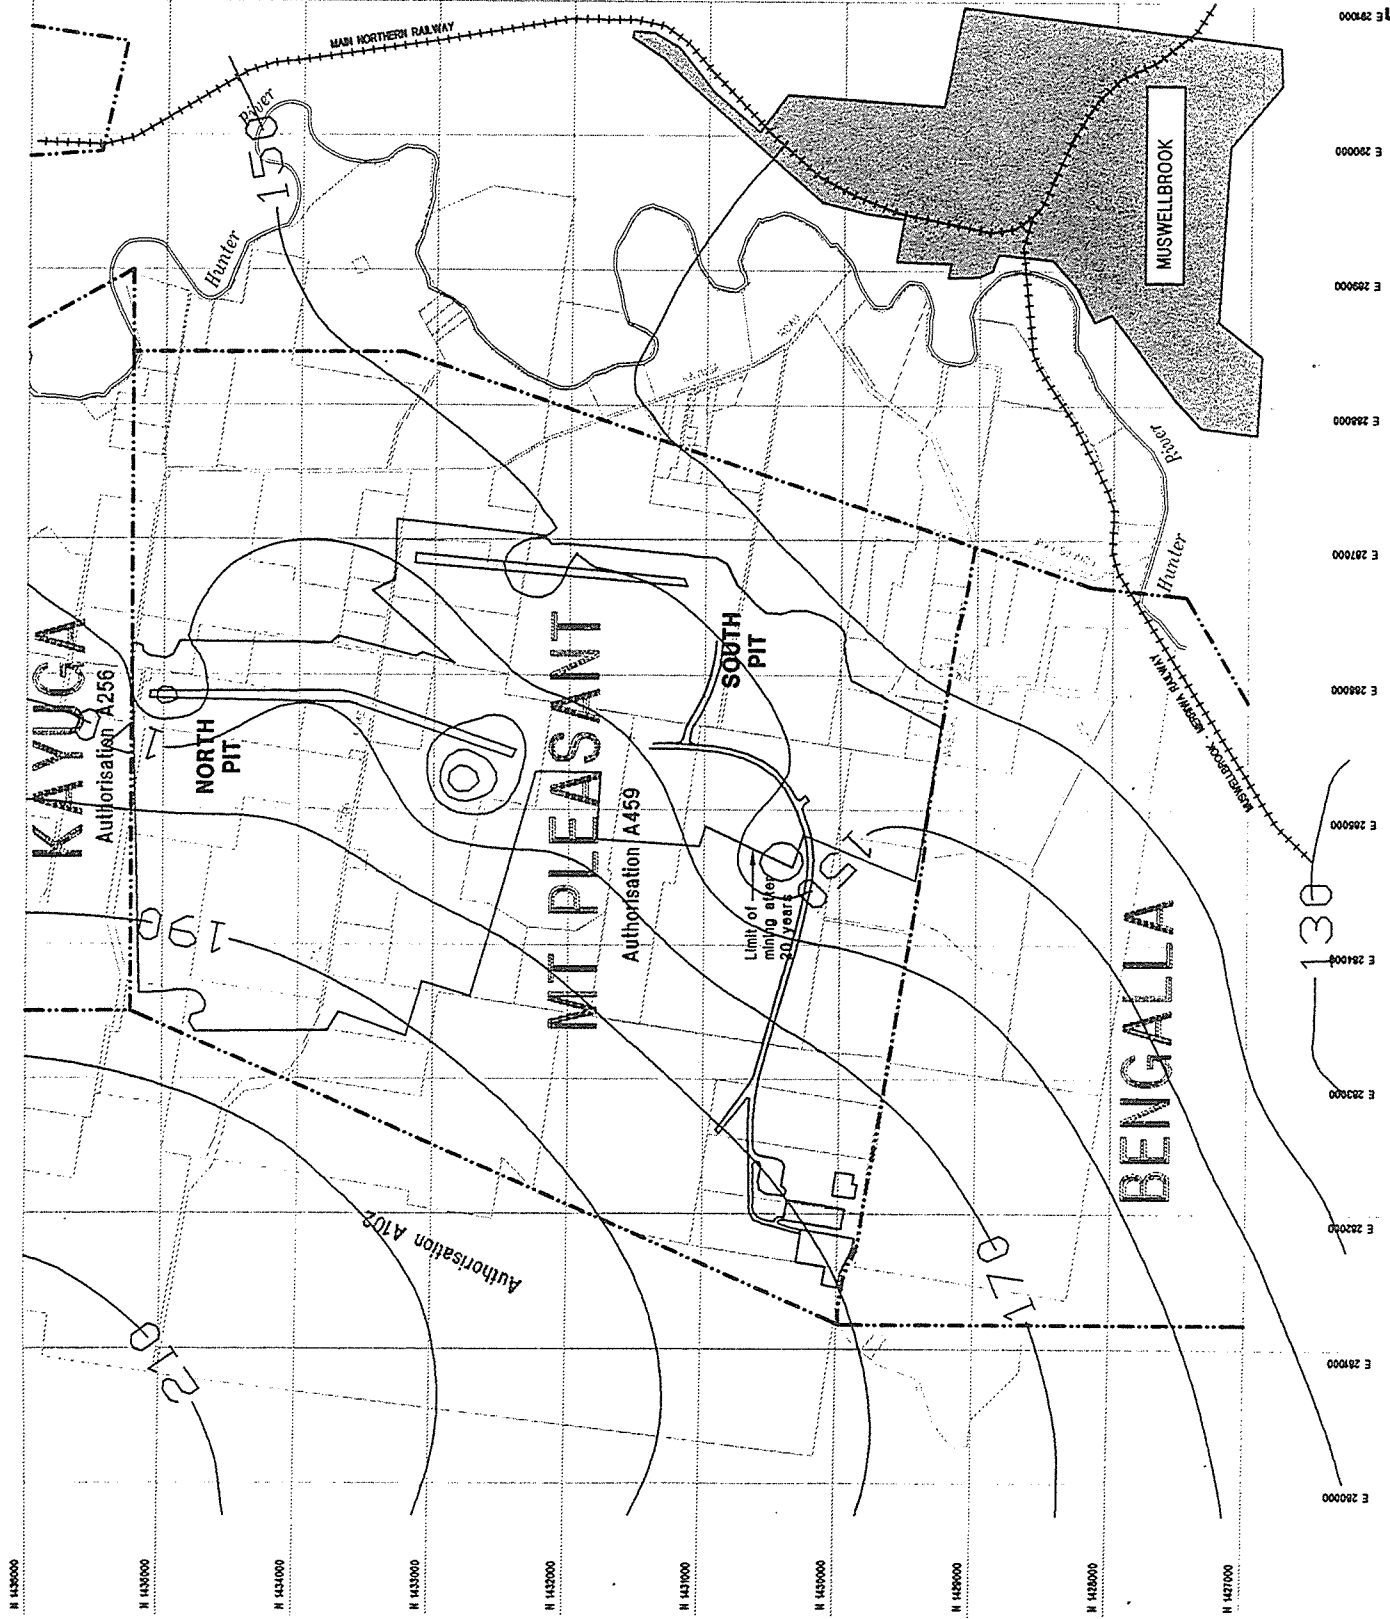 MAIN NORTHERN RAILWAY
River
150
Hunter
MUSWELLBROOK
KAYUGA
Authorisation A256
NORTH
PIT
MT PLEASANT
Authorisation A459
SOUTH
PIT
Limit of
mining after
20 years
150
190
Authorisation A102
210
170
BENGALLA
130
River
Hunter
MUSWELLBROOK - MERRIWA RAILWAY
E 291000
E 290000
E 289000
E 288000
E 287000
E 286000
E 285000
E 284000
E 283000
E 282000
E 281000
E 280000
N 1436000
N 1435000
N 1434000
N 1433000
N 1432000
N 1431000
N 1430000
N 1429000
N 1428000
N 1427000